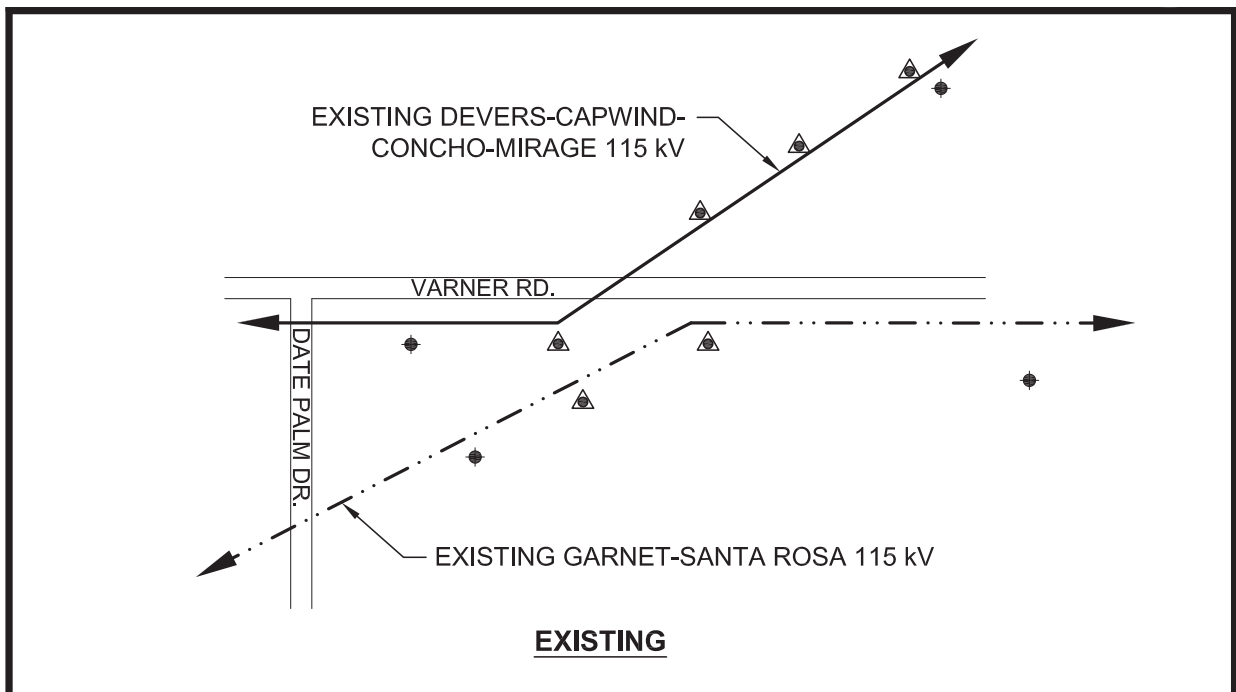 EXISTING DEVERS-CAPWIND-
CONCHO-MIRAGE 115 kV
VARNER RD.
DATE PALM DR.
EXISTING GARNET-SANTA ROSA 115 kV
EXISTING